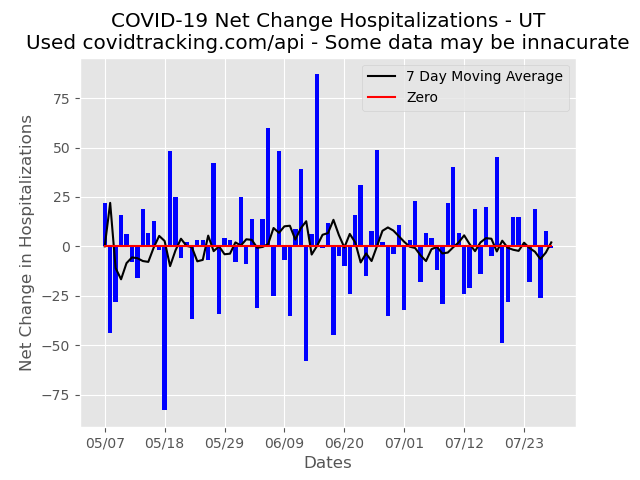 COVID-19 Net Change Hospitalizations - UT
Used covidtracking.com/api - Some data may be innacurate
7 Day Moving Average
Zero
Net Change in Hospitalizations
75
50
25
0
−25
−50
−75
05/07 05/18 05/29 06/09 06/20 07/01 07/12 07/23
Dates